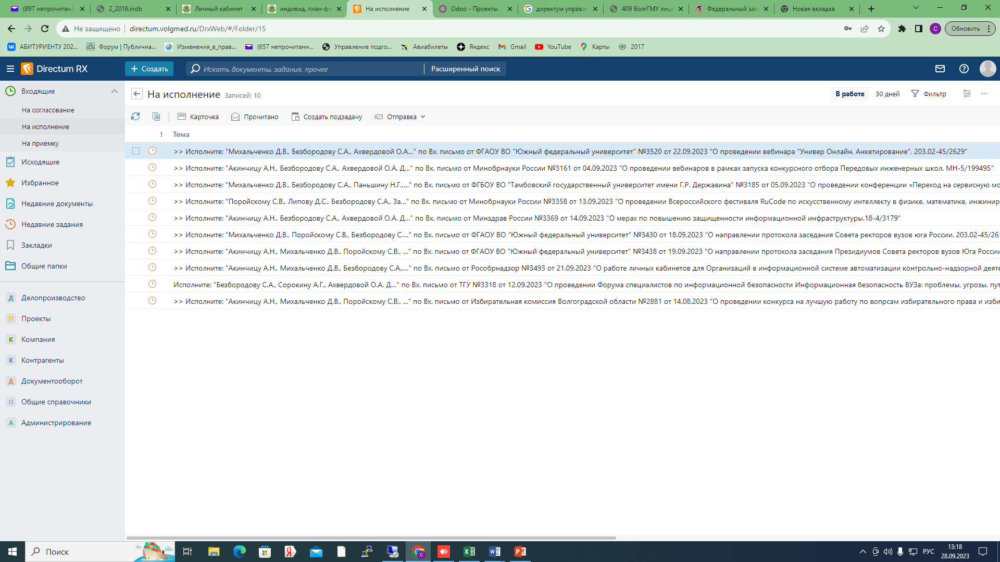 (897 непрочитан.)
2_2016.indb
Личный кабинет
индивид. план-фа
На исполнение
Odoo - Проекты
директум управле
409 ВолгГМУ лице
Федеральный зако
Новая вкладка
Не защищено
directum.volgmed.ru/DrxWeb/#/Folder/15
С
Обновить
АБИТУРИЕНТУ 202...
Форум | Публична...
Изменения_в_прав...
(657 непрочитанн...
Управление подго...
Авиабилеты
Яндекс
Gmail
YouTube
Карты
2017
Directum RX
+ Создать
Искать документы, задания, прочее
Расширенный поиск
Входящие
На согласование
На исполнение
На приемку
Исходящие
Избранное
Недавние документы
Недавние задания
Закладки
Общие папки
Д Делопроизводство
П Проекты
К Компания
К Контрагенты
Д Документооборот
О Общие справочники
А Администрирование
На исполнение Записей: 10
В работе 30 дней Фильтр
Карточка Прочитано Создать подзадачу Отправка
! Тема
>> Исполните: "Михальченко Д.В., Безбородову С.А., Ахвердовой О.А..." по Вх. письмо от ФГАОУ ВО "Южный федеральный университет" №3520 от 22.09.2023 "О проведении вебинара "Универ Онлайн. Анкетирование". 203.02-45/2629"
>> Исполните: "Акинчицу А.Н., Безбородову С.А., Ахвердовой О.А. Д..." по Вх. письмо от Минобрнауки России №3161 от 04.09.2023 "О проведении вебинаров в рамках запуска конкурсного отбора Передовых инженерных школ. МН-5/199495"
>> Исполните: "Михальченко Д.В., Безбородову С.А., Паньшину Н.Г.,..." по Вх. письмо от ФГБОУ ВО "Тамбовский государственный университет имени Г.Р. Державина" №3185 от 05.09.2023 "О проведении конференции «Переход на сервисную мо
>> Исполните: "Поройскому С.В., Липову Д.С., Безбородову С.А., За..." по Вх. письмо от Минобрнауки России №3358 от 13.09.2023 "О проведении Всероссийского фестиваля RuCode по искусственному интеллекту в физике, математике, инжинир
>> Исполните: "Акинчицу А.Н., Безбородову С.А., Ахвердовой О.А. Д..." по Вх. письмо от Минздрав России №3369 от 14.09.2023 "О мерах по повышению защищенности информационной инфраструктуры.18-4/3179"
>> Исполните: "Михальченко Д.В., Поройскому С.В., Безбородову С...." по Вх. письмо от ФГАОУ ВО "Южный федеральный университет" №3430 от 18.09.2023 "О направлении протокола заседания Совета ректоров вузов юга России. 203.02-45/261
>> Исполните: "Акинчицу А.Н., Михальченко Д.В., Поройскому С.В., ..." по Вх. письмо от ФГАОУ ВО "Южный федеральный университет" №3438 от 19.09.2023 "О направлении протокола заседания Президиумов Совета ректоров вузов Юга России
>> Исполните: "Акинчицу А.Н., Михальченко Д.В., Безбородову С.А.,..." по Вх. письмо от Рособрнадзор №3493 от 21.09.2023 "О работе личных кабинетов для Организаций в информационной системе автоматизации контрольно-надзорной деяте
Исполните: "Безбородову С.А., Сорокину А.Г., Ахвердовой О.А. Д..." по Вх. письмо от ТГУ №3318 от 12.09.2023 "О проведении Форума специалистов по информационной безопасности Информационная безопасность ВУЗа: проблемы, угрозы, пут
>> Исполните: "Акинчицу А.Н., Михальченко Д.В., Поройскому С.В., ..." по Вх. письмо от Избирательная комиссия Волгоградской области №2881 от 14.08.2023 "О проведении конкурса на лучшую работу по вопрсам избирательного права и изби
Поиск
РУС
13:18
28.09.2023